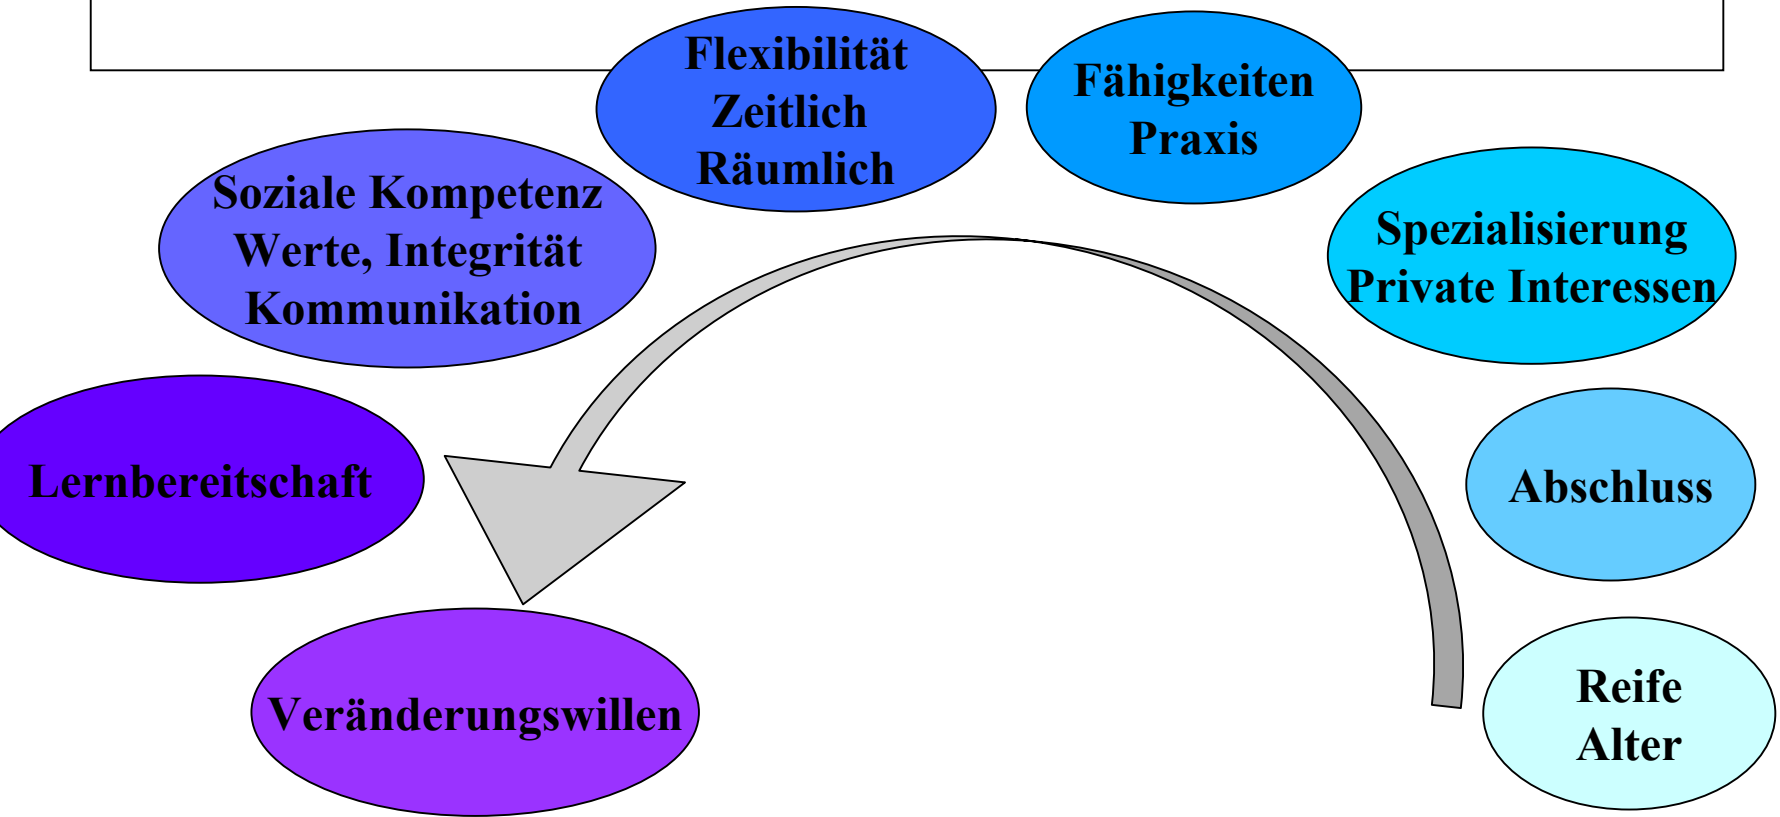 Flexibilität
Zeitlich
Räumlich
Fähigkeiten
Praxis
Soziale Kompetenz
Werte, Integrität
Kommunikation
Spezialisierung
Private Interessen
Lernbereitschaft
Abschluss
Veränderungswillen
Reife
Alter